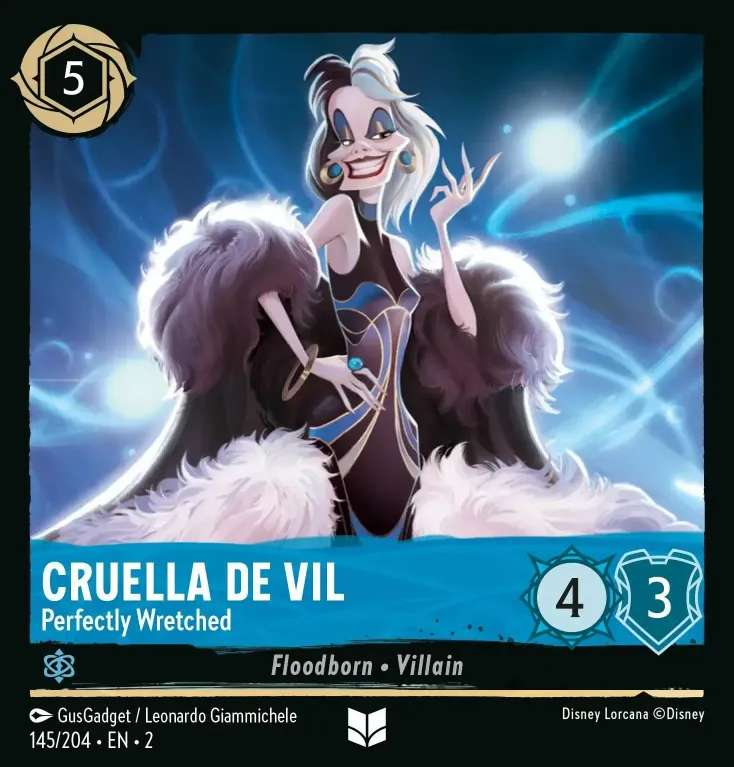 5
CRUELLA DE VIL
Perfectly Wretched
4
3
Floodborn • Villain
GusGadget / Leonardo Giammichele
Disney Lorcana ©Disney
145/204 • EN • 2